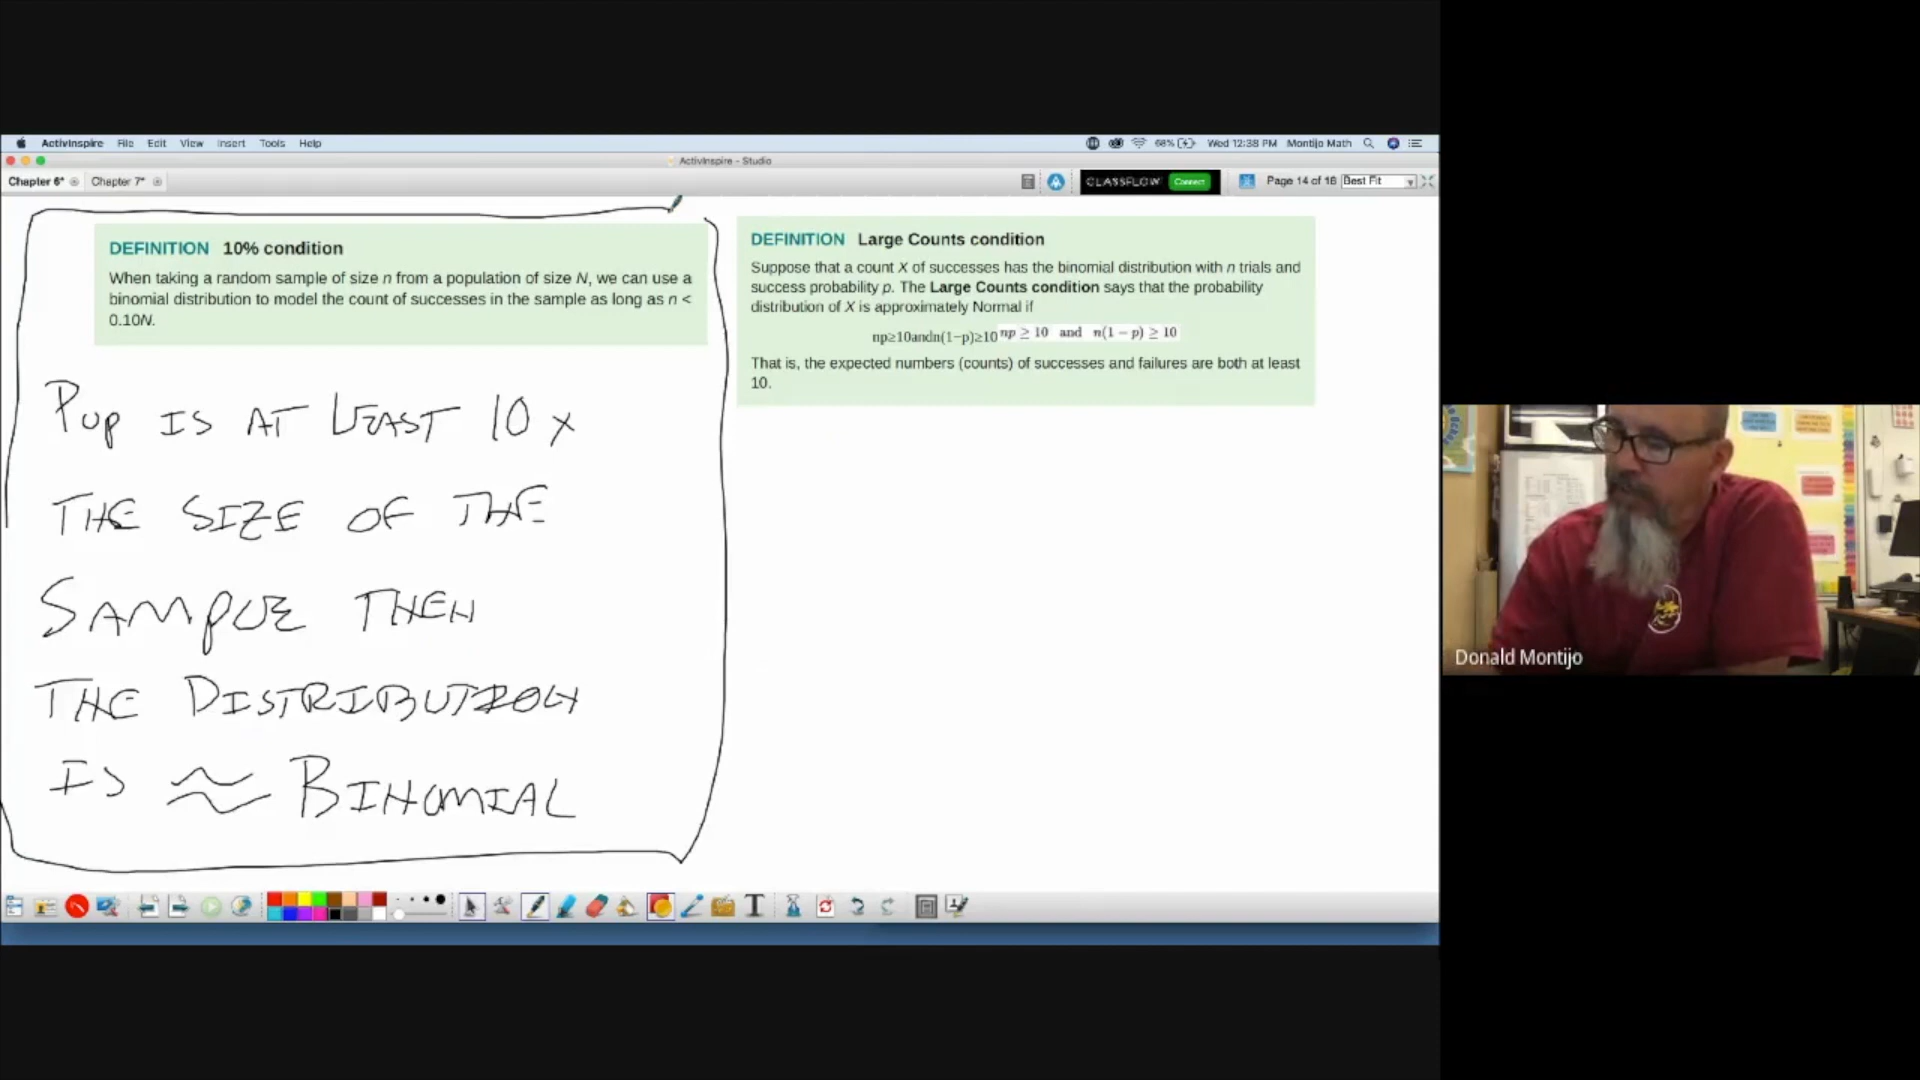 ActivInspire File Edit View Insert Tools Help 68% Wed 12:38 PM Montijo Math
ActivInspire - Studio
Chapter 6* Chapter 7* CLASSFLOW Connect Page 14 of 16 Best Fit
DEFINITION 10% condition
When taking a random sample of size n from a population of size N, we can use a
binomial distribution to model the count of successes in the sample as long as n <
0.10N.
POP IS AT LEAST 10 X
THE SIZE OF THE
SAMPLE THEN
THE DISTRIBUTION
IS ≈ BINOMIAL
DEFINITION Large Counts condition
Suppose that a count X of successes has the binomial distribution with n trials and
success probability p. The Large Counts condition says that the probability
distribution of X is approximately Normal if
np≥10andn(1−p)≥10 np ≥ 10 and n(1 − p) ≥ 10
That is, the expected numbers (counts) of successes and failures are both at least
10.
T
Donald Montijo